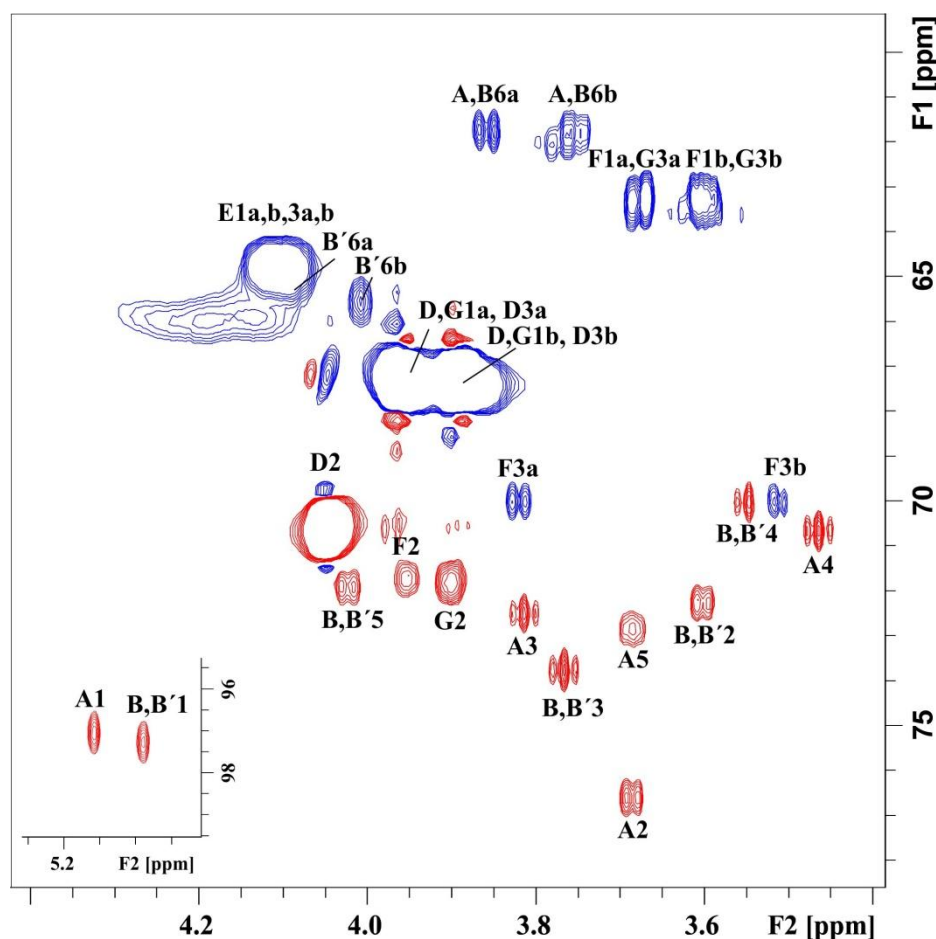 F1 [ppm]
A,B6a
A,B6b
F1a,G3a
F1b,G3b
E1a,b,3a,b
B´6a
B´6b
65
D,G1a, D3a
D,G1b, D3b
D2
F3a
F3b
70
F2
B,B´4
A4
B,B´5
G2
A3
A5
B,B´2
B,B´3
75
A1
B,B´1
96
98
A2
5.2
F2 [ppm]
4.2
4.0
3.8
3.6
F2 [ppm]